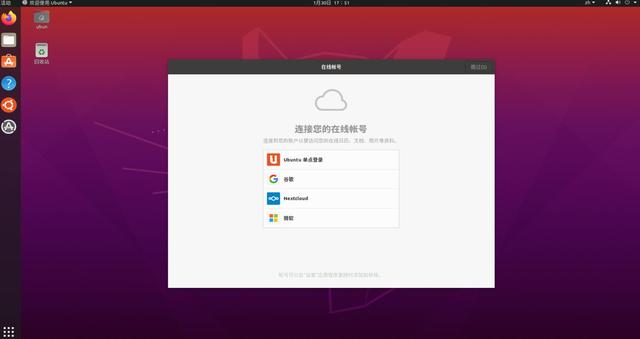 活动
欢迎使用 Ubuntu
1月30日 17：51
zh
ubun
回收站
在线帐号
跳过(S)
连接您的在线帐号
连接到您的账户以便访问您的在线日历、文档、照片等资料。
Ubuntu 单点登录
谷歌
Nextcloud
微软
帐号可以在“设置”应用程序里随时添加和移除。